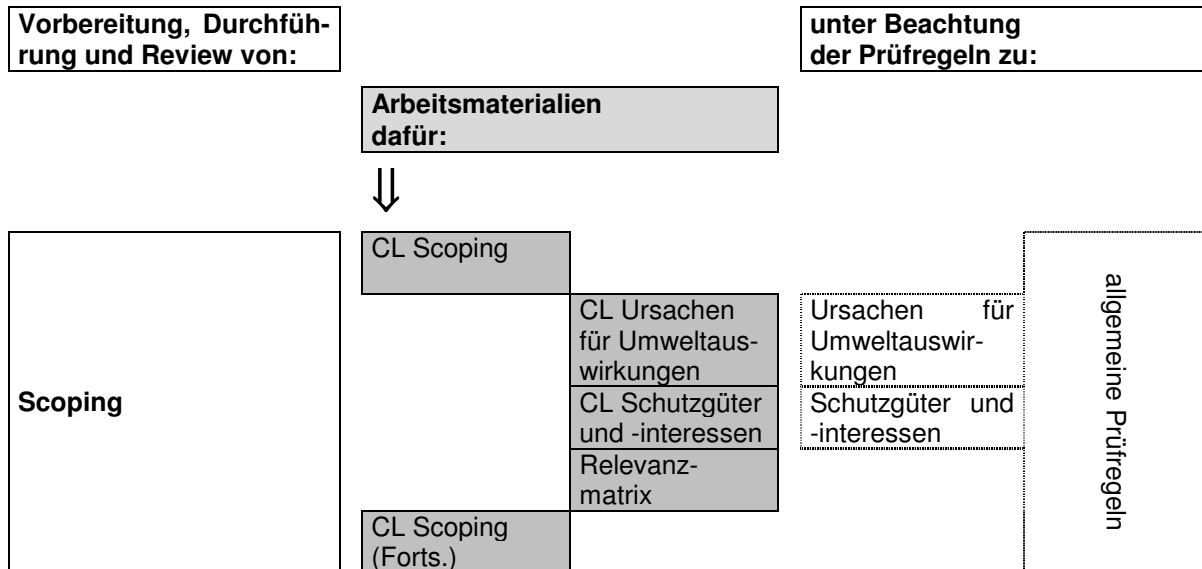 Vorbereitung, Durchfüh-
rung und Review von:
unter Beachtung
der Prüfregeln zu:
Arbeitsmaterialien
dafür:
⇓
CL Scoping
CL Ursachen
für Umweltaus-
wirkungen
Ursachen für
Umweltauswir-
kungen
Scoping
CL Schutzgüter
und -interessen
Schutzgüter und
-interessen
Relevanz-
matrix
CL Scoping
(Forts.)
allgemeine Prüfregeln